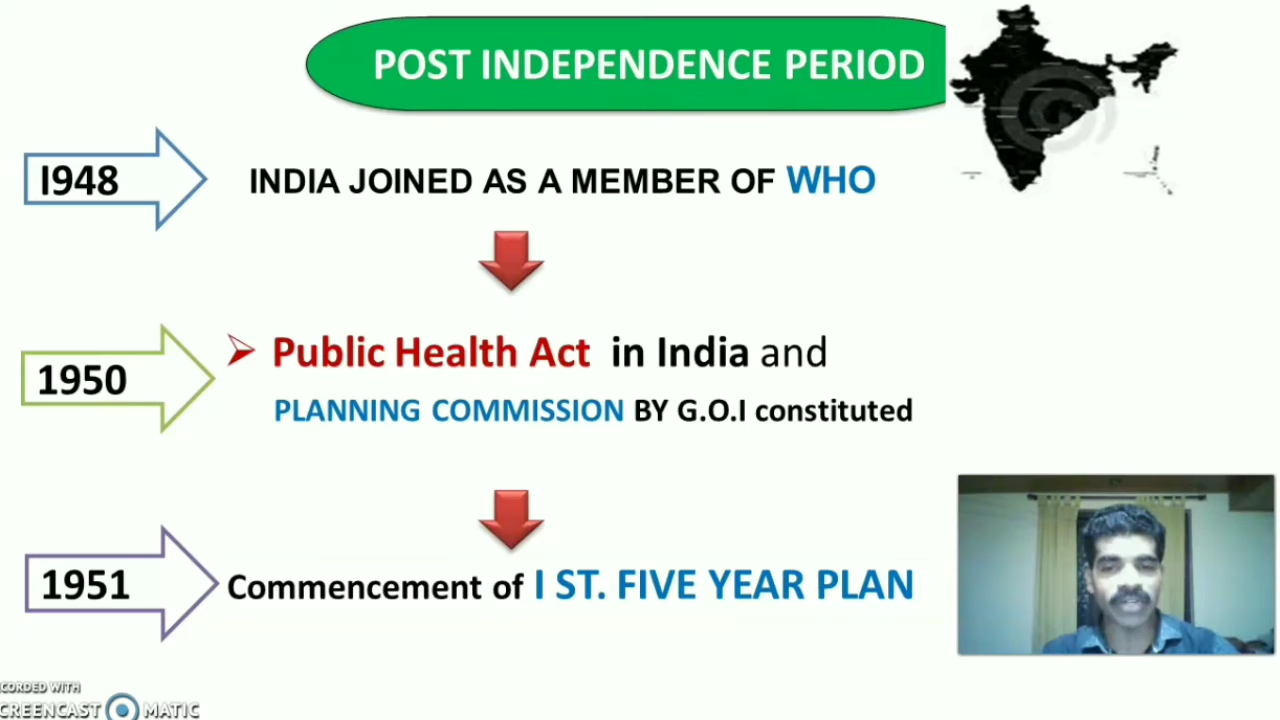 POST INDEPENDENCE PERIOD
I948
INDIA JOINED AS A MEMBER OF WHO
1950
Public Health Act in India and
PLANNING COMMISSION BY G.O.I constituted
1951
Commencement of I ST. FIVE YEAR PLAN
CORDED WITH
CREENCAST MATIC